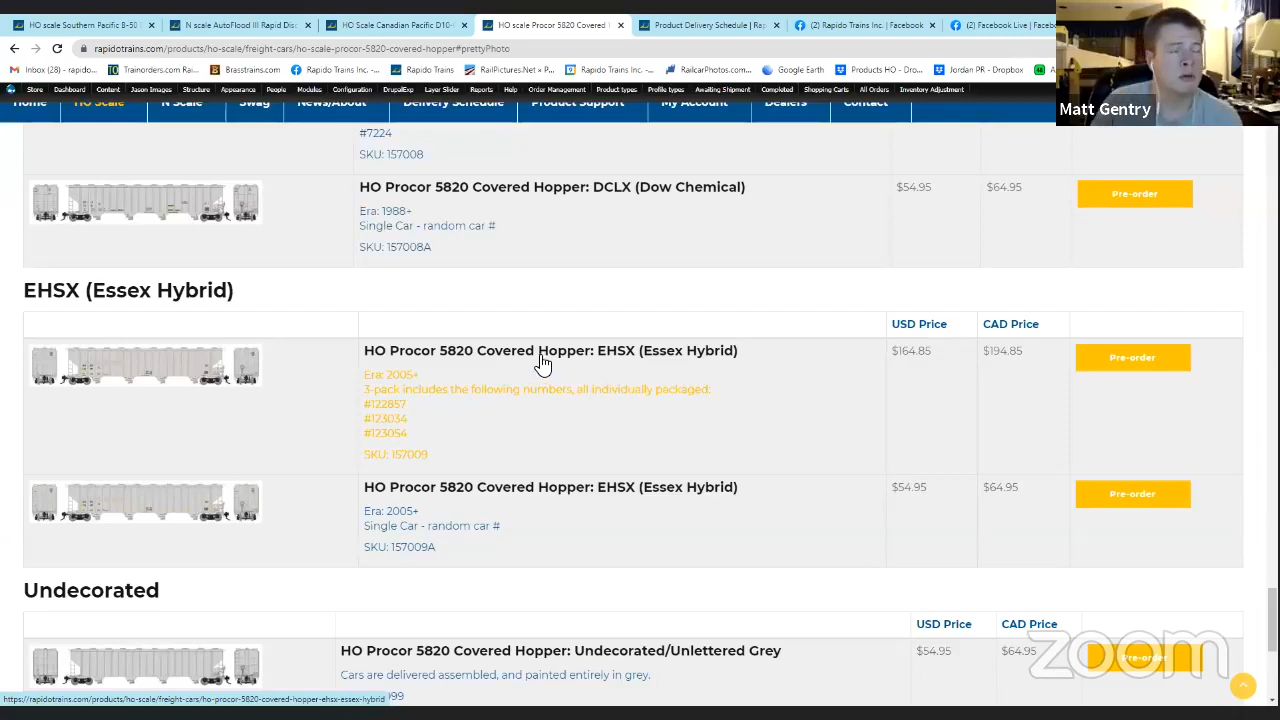 HO Scale Southern Pacific B-50
N scale AutoFlood III Rapid Disc
HO Scale Canadian Pacific D10
HO scale Procor 5820 Covered
Product Delivery Schedule | Rap
(2) Rapido Trains Inc. | Facebook
(2) Facebook Live | Faceb
rapidotrains.com/products/ho-scale/freight-cars/ho-scale-procor-5820-covered-hopper#prettyPhoto
Inbox (28) - rapido...
Trainorders.com Ra...
Brasstrains.com
Rapido Trains Inc. -...
Rapido Trains
RailPictures.Net » P...
Rapido Trains Inc....
RailcarPhotos.com...
Google Earth
Products HO - Dro...
Jordan PR - Dropbox
Store Dashboard Content Jason Images Structure Appearance People Modules Configuration DrupalExp Layer Slider Reports Help Order Management Product types Profile types Awaiting Shipment Shopping Carts Completed All Orders Inventory Adjustment
Home HO Scale N Scale Swag News/About Delivery Schedule Product Support My Account Dealers Contact
Matt Gentry
#7224
SKU: 157008
HO Procor 5820 Covered Hopper: DCLX (Dow Chemical)
$54.95
$64.95
Pre-order
Era: 1988+
Single Car - random car #
SKU: 157008A
EHSX (Essex Hybrid)
USD Price
CAD Price
HO Procor 5820 Covered Hopper: EHSX (Essex Hybrid)
$164.85
$194.85
Pre-order
Era: 2005+
3-pack includes the following numbers, all individually packaged:
#122857
#123034
#123054
SKU: 157009
HO Procor 5820 Covered Hopper: EHSX (Essex Hybrid)
$54.95
$64.95
Pre-order
Era: 2005+
Single Car - random car #
SKU: 157009A
Undecorated
USD Price
CAD Price
HO Procor 5820 Covered Hopper: Undecorated/Unlettered Grey
$54.95
$64.95
Pre-order
Cars are delivered assembled, and painted entirely in grey.
zoom
https://rapidotrains.com/products/ho-scale/freight-cars/ho-procor-5820-covered-hopper-ehsx-essex-hybrid